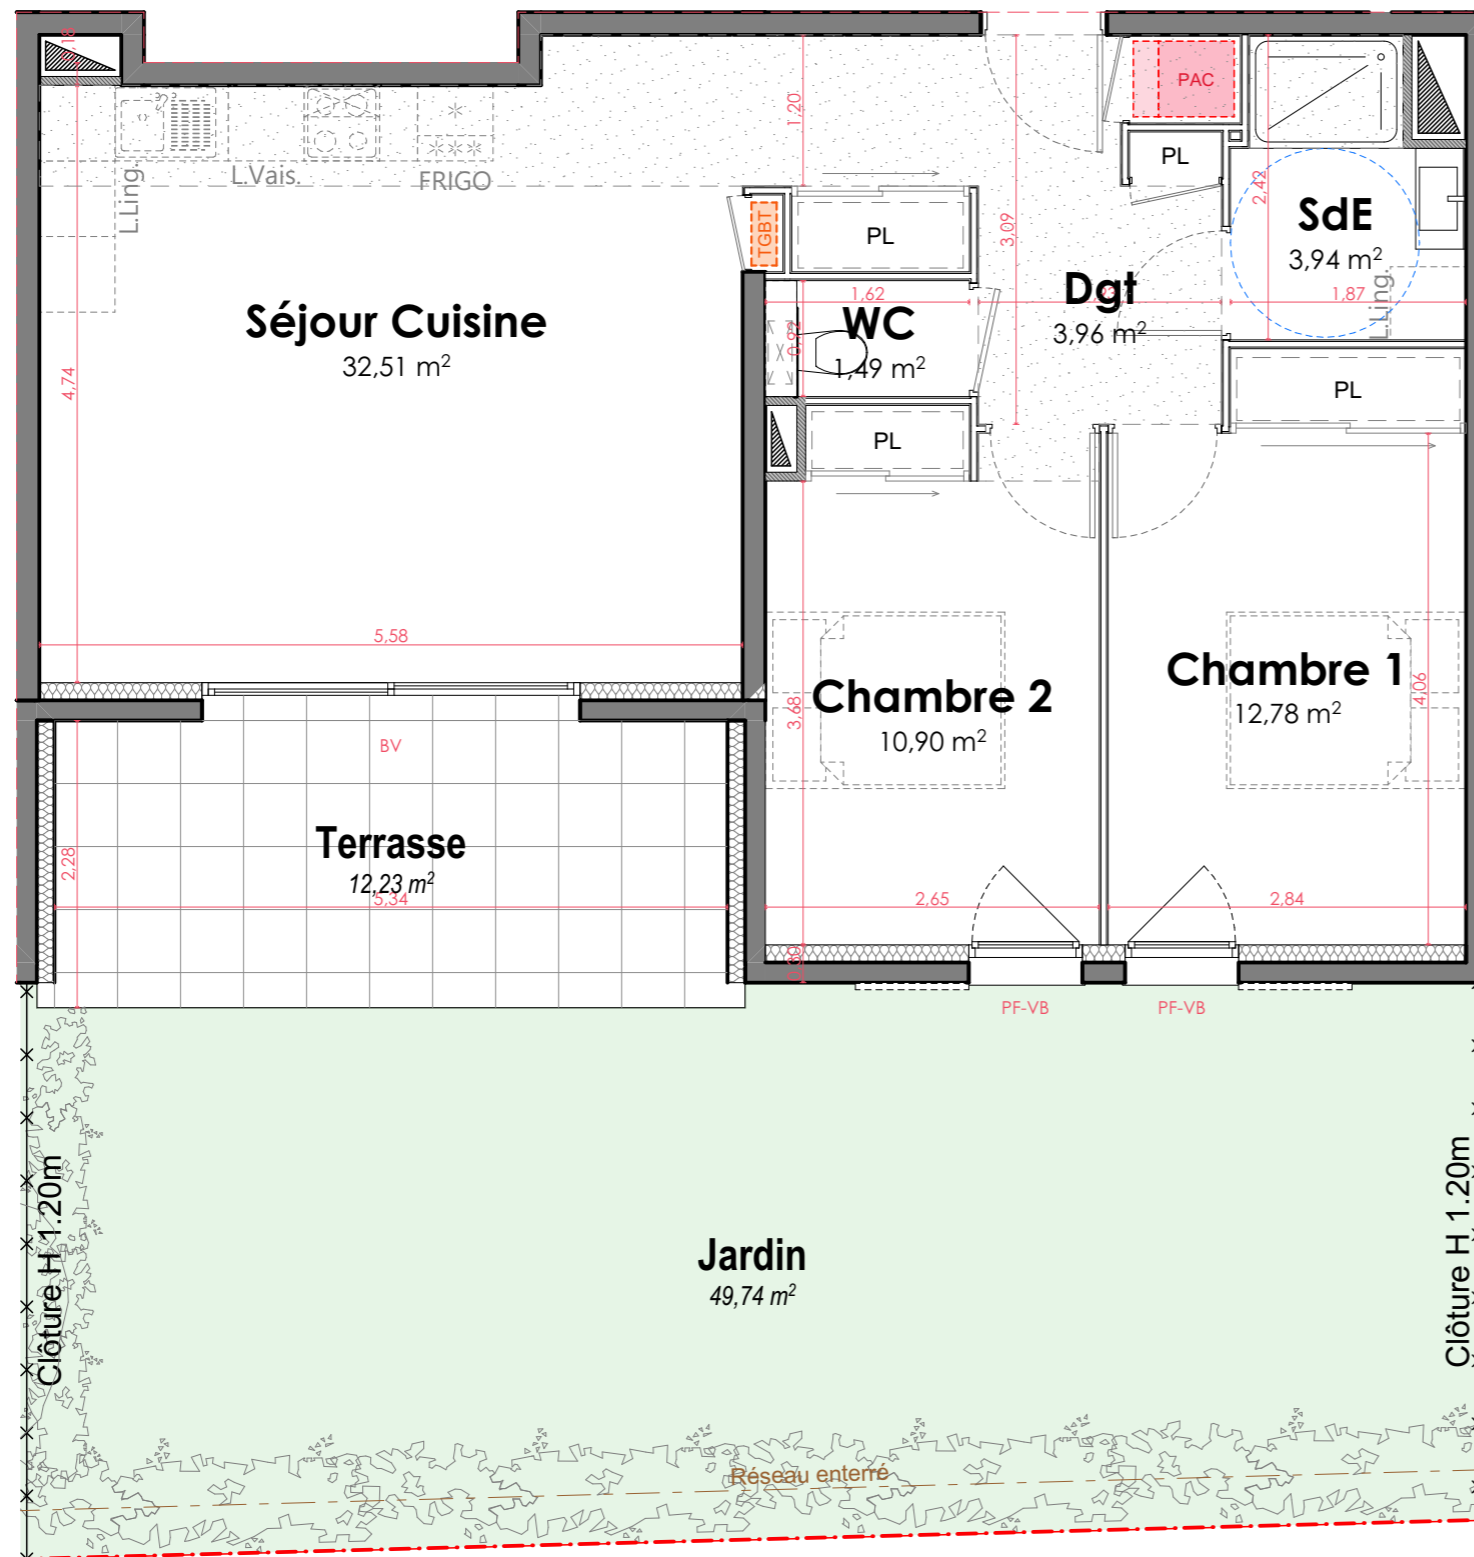 0,18
PAC
1,20
L.Vais.
FRIGO
L.Ling.
PL
2,42
SdE
3,94 m²
TGBT
PL
3,09
Dgt
3,96 m²
1,62
WC
1,49 m²
0,92
1,87
L.Ling.
Séjour Cuisine
32,51 m²
4,74
PL
PL
5,58
Chambre 2
10,90 m²
3,68
Chambre 1
12,78 m²
4,06
BV
Terrasse
12,23 m²
2,28
5,34
2,65
2,84
0,30
PF-VB
PF-VB
Clôture H 1.20m
Clôture H 1.20m
Jardin
49,74 m²
Réseau enterré